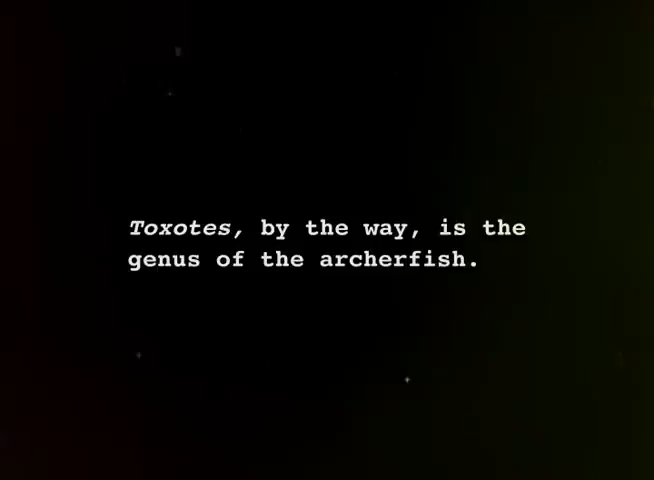 Toxotes, by the way, is the
genus of the archerfish.